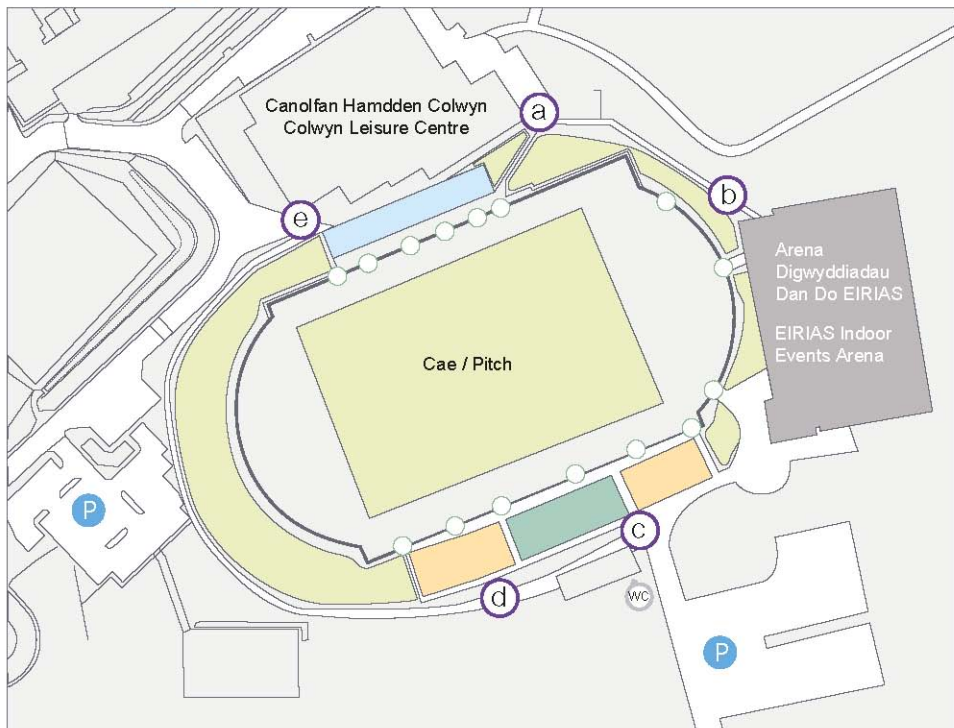 Canolfan Hamdden Colwyn
Colwyn Leisure Centre
a
b
e
Arena
Digwyddiadau
Dan Do EIRIAS
EIRIAS Indoor
Events Arena
Cae / Pitch
P
c
d
WC
P